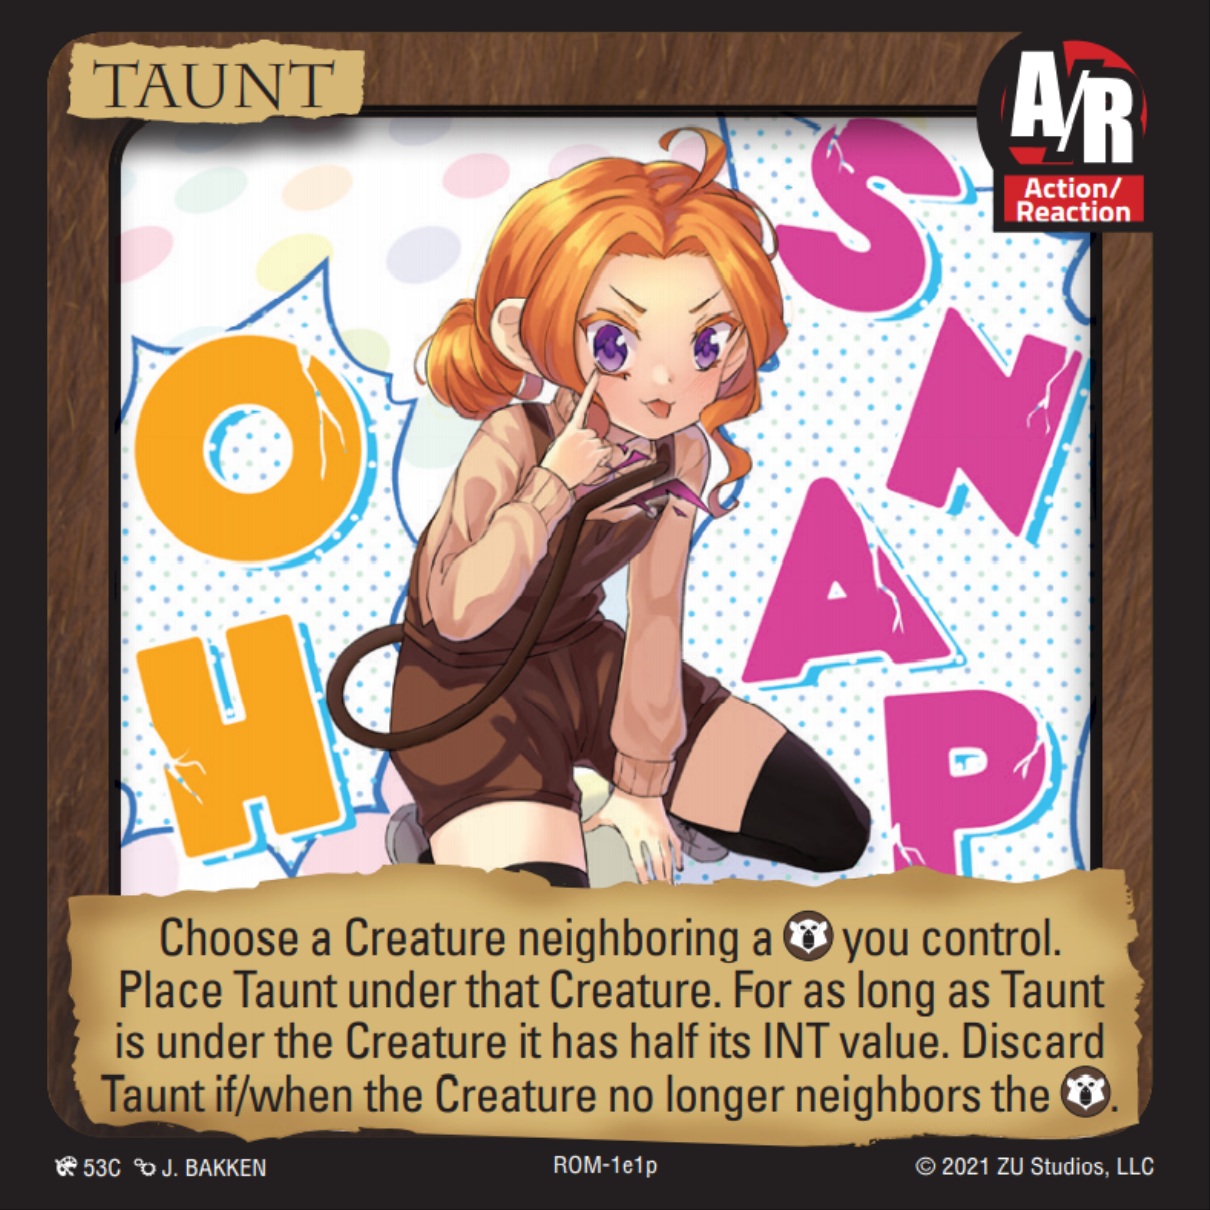 TAUNT
A/R
Action/
Reaction
OH
SNAP
Choose a Creature neighboring a you control.
Place Taunt under that Creature. For as long as Taunt
is under the Creature it has half its INT value. Discard
Taunt if/when the Creature no longer neighbors the .
53C J. BAKKEN
ROM-1e1p
© 2021 ZU Studios, LLC